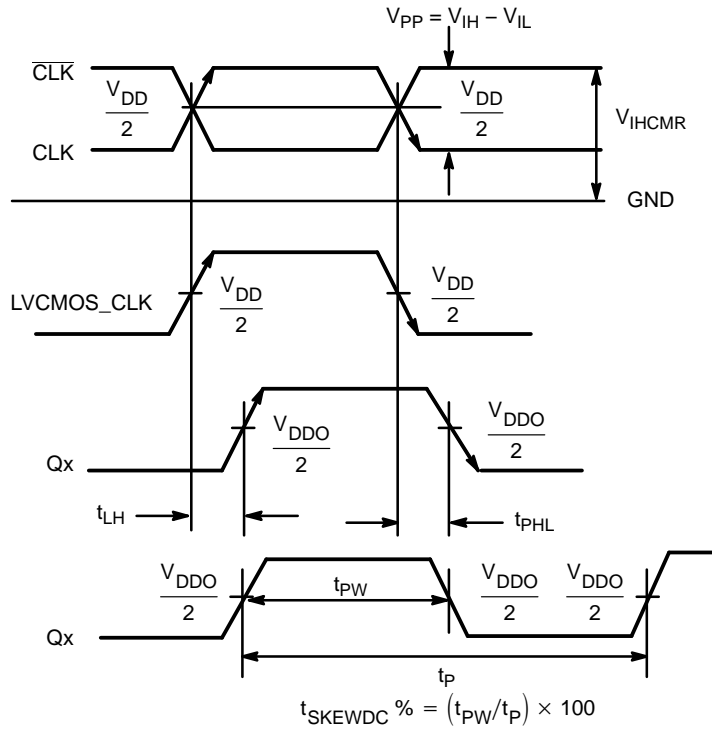 V_PP = V_IH − V_IL
C̅L̅K̅
V_DD/2
V_DD/2
V_IHCMR
CLK
GND
LVCMOS_CLK
V_DD/2
V_DD/2
V_DDO/2
V_DDO/2
Qx
t_LH
t_PHL
V_DDO/2
t_PW
V_DDO/2
V_DDO/2
Qx
t_P
t_SKEWDC % = (t_PW/t_P) × 100